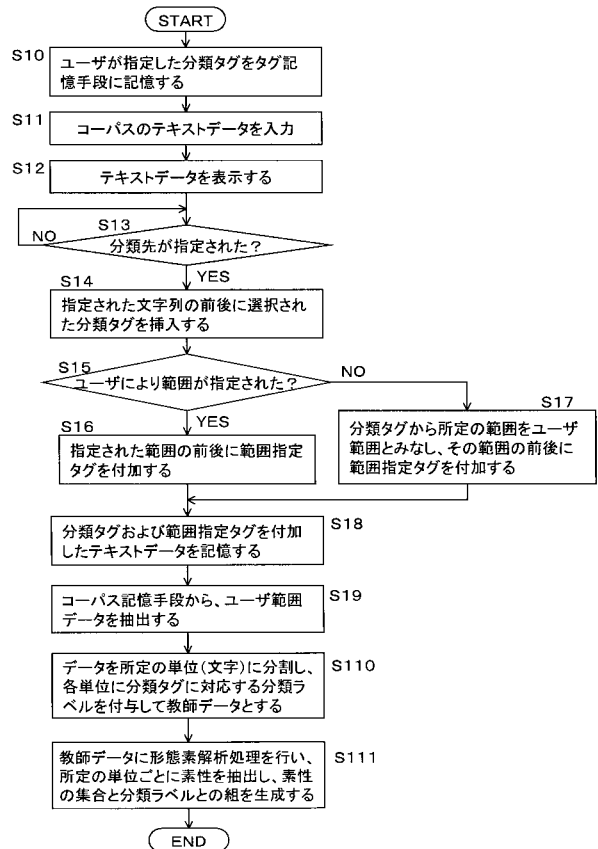 START
S10
ユーザが指定した分類タグをタグ記
憶手段に記憶する
S11
コーパスのテキストデータを入力
S12
テキストデータを表示する
S13
NO
分類先が指定された?
YES
S14
指定された文字列の前後に選択され
た分類タグを挿入する
S15
ユーザにより範囲が指定された?
NO
YES
S16
指定された範囲の前後に範囲指定
タグを付加する
S17
分類タグから所定の範囲をユーザ
範囲とみなし、その範囲の前後に
範囲指定タグを付加する
分類タグおよび範囲指定タグを付加
したテキストデータを記憶する
S18
コーパス記憶手段から、ユーザ範囲
データを抽出する
S19
データを所定の単位(文字)に分割し、
各単位に分類タグに対応する分類ラ
ベルを付与して教師データとする
S110
教師データに形態素解析処理を行い、
所定の単位ごとに素性を抽出し、素性
の集合と分類ラベルとの組を生成する
S111
END